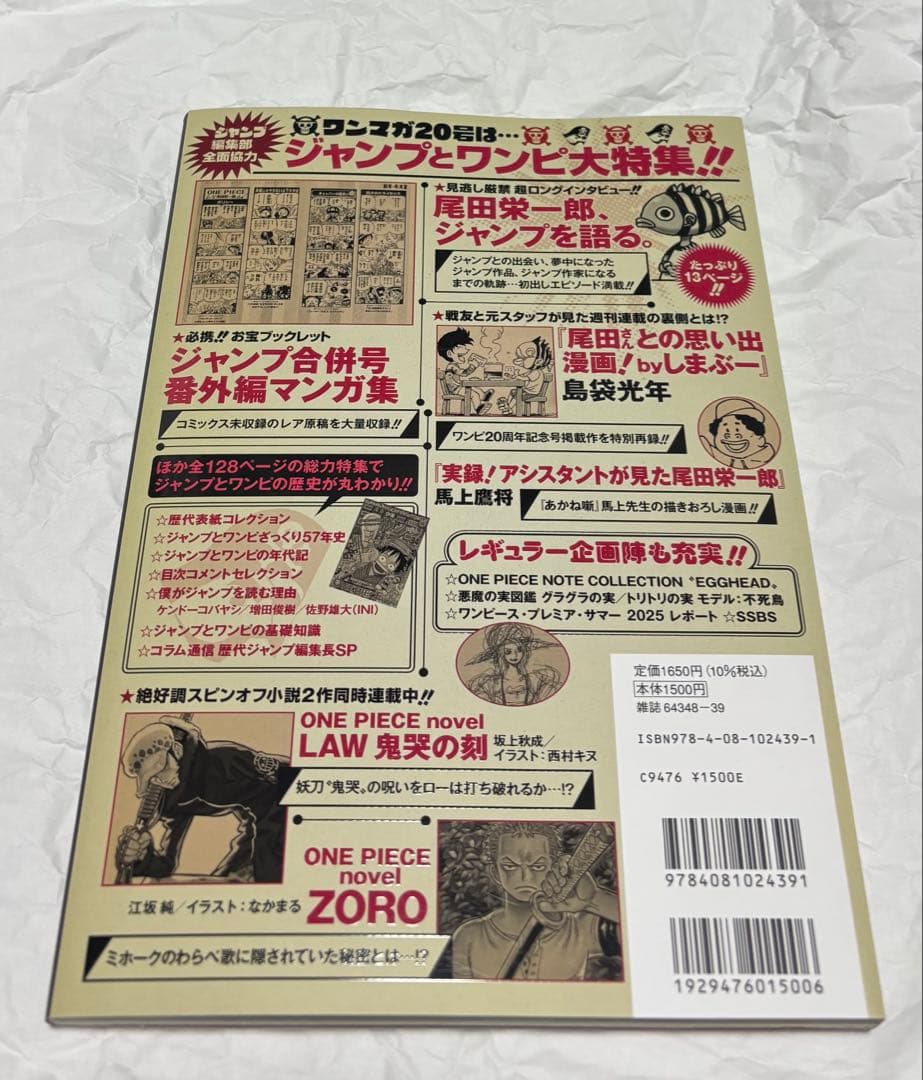 ジャンプ
編集部
全面協力
ワンマガ20号は…
ジャンプとワンピ大特集!!
ONE PIECE
★必携!! お宝ブックレット
ジャンプ合併号
番外編マンガ集
コミックス未収録のレア原稿を大量収録!!
★見逃し厳禁 超ロングインタビュー!!
尾田栄一郎、
ジャンプを語る。
ジャンプとの出会い、夢中になった
ジャンプ作品、ジャンプ作家になる
までの軌跡…初出しエピソード満載!!
たっぷり
13ページ
!!
★戦友と元スタッフが見た週刊連載の裏側とは!?
『尾田さんとの思い出
漫画! byしまぶー』
島袋光年
ワンピ20周年記念号掲載作を特別再録!!
『実録! アシスタントが見た尾田栄一郎』
馬上鷹将
『あかね噺』馬上先生の描きおろし漫画!!
ほか全128ページの総力特集で
ジャンプとワンピの歴史が丸わかり!!
☆歴代表紙コレクション
☆ジャンプとワンピざっくり57年史
☆ジャンプとワンピの年代記
☆目次コメントセレクション
☆僕がジャンプを読む理由
ケンドーコバヤシ/増田俊樹/佐野雄大(INI)
☆ジャンプとワンピの基礎知識
☆コラム通信 歴代ジャンプ編集長SP
レギュラー企画陣も充実!!
☆ONE PIECE NOTE COLLECTION “EGGHEAD”
☆悪魔の実図鑑 グラグラの実/トリトリの実 モデル:不死鳥
☆ワンピース・プレミア・サマー 2025 レポート ☆SSBS
★絶好調スピンオフ小説2作同時連載中!!
ONE PIECE novel
LAW 鬼哭の刻
坂上秋成/
イラスト:西村キヌ
妖刀“鬼哭”の呪いをローは打ち破れるか…!?
ONE PIECE
novel
ZORO
江坂 純/イラスト:なかまる
ミホークのわらべ歌に隠されていた秘密とは…!?
定価1650円(10%税込)
本体1500円
雑誌 64348-39
ISBN978-4-08-102439-1
C9476 ¥1500E
9784081024391
1929476015006